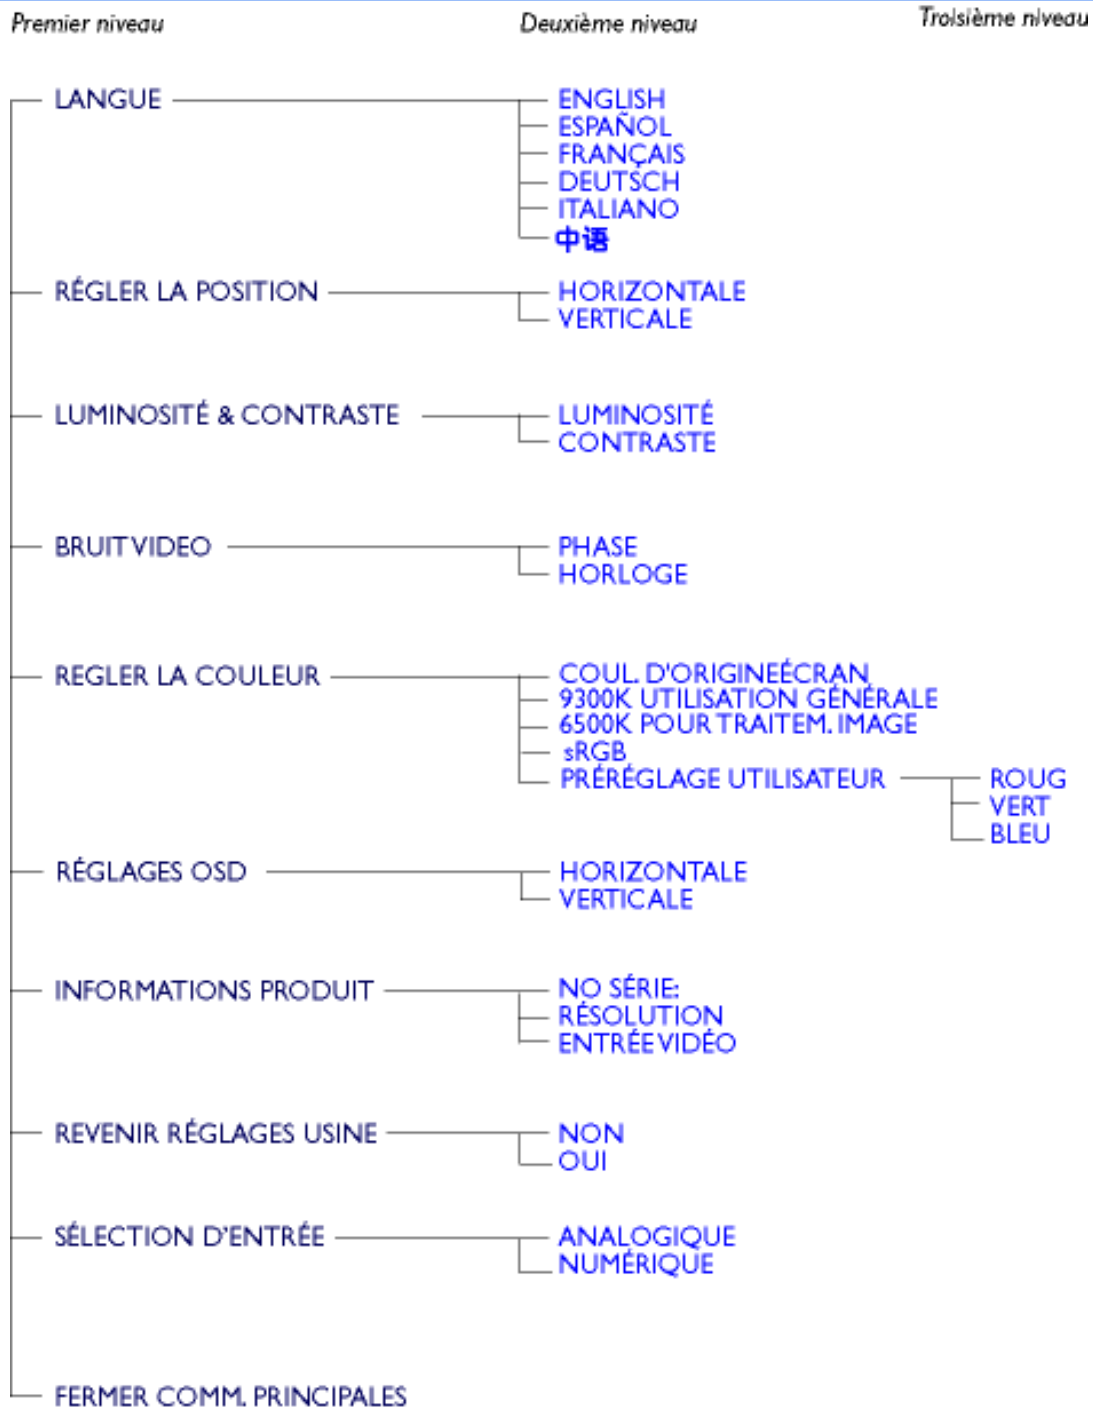 Premier niveau Deuxième niveau Troisième niveau
LANGUE ENGLISH
ESPAÑOL
FRANÇAIS
DEUTSCH
ITALIANO
中语
RÉGLER LA POSITION HORIZONTALE
VERTICALE
LUMINOSITÉ & CONTRASTE LUMINOSITÉ
CONTRASTE
BRUIT VIDEO PHASE
HORLOGE
REGLER LA COULEUR COUL. D'ORIGINEÉCRAN
9300K UTILISATION GÉNÉRALE
6500K POUR TRAITEM. IMAGE
sRGB
PRÉRÉGLAGE UTILISATEUR ROUG
VERT
BLEU
RÉGLAGES OSD HORIZONTALE
VERTICALE
INFORMATIONS PRODUIT NO SÉRIE:
RÉSOLUTION
ENTRÉE VIDÉO
REVENIR RÉGLAGES USINE NON
OUI
SÉLECTION D'ENTRÉE ANALOGIQUE
NUMÉRIQUE
FERMER COMM. PRINCIPALES